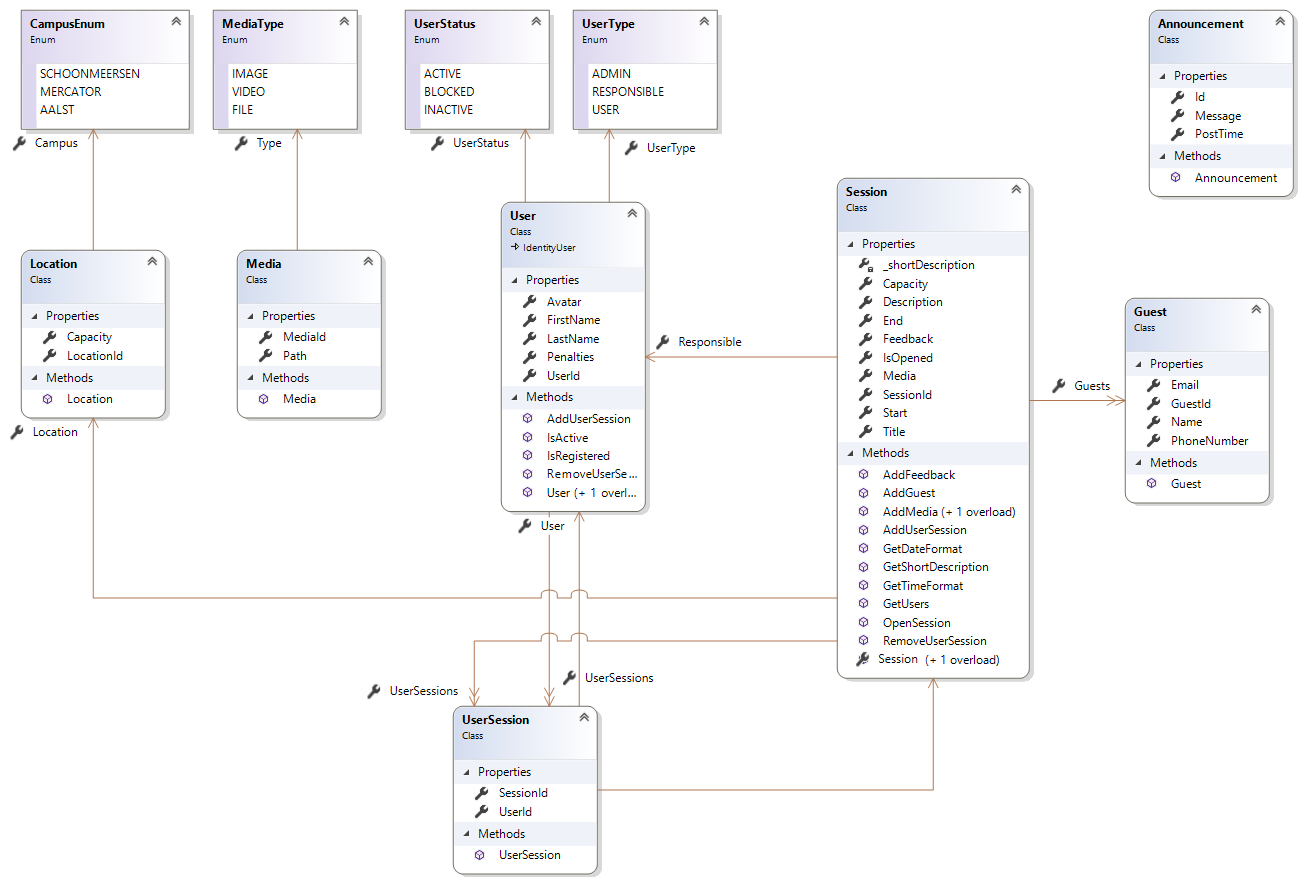 CampusEnum
Enum
SCHOONMEERSEN
MERCATOR
AALST
Campus
MediaType
Enum
IMAGE
VIDEO
FILE
Type
UserStatus
Enum
ACTIVE
BLOCKED
INACTIVE
UserStatus
UserType
Enum
ADMIN
RESPONSIBLE
USER
UserType
Announcement
Class
Properties
Id
Message
PostTime
Methods
Announcement
Location
Class
Properties
Capacity
LocationId
Methods
Location
Location
Media
Class
Properties
MediaId
Path
Methods
Media
User
Class
IdentityUser
Properties
Avatar
FirstName
LastName
Penalties
UserId
Methods
AddUserSession
IsActive
IsRegistered
RemoveUserSe...
User (+ 1 overl...
User
Responsible
Session
Class
Properties
_shortDescription
Capacity
Description
End
Feedback
IsOpened
Media
SessionId
Start
Title
Methods
AddFeedback
AddGuest
AddMedia (+ 1 overload)
AddUserSession
GetDateFormat
GetShortDescription
GetTimeFormat
GetUsers
OpenSession
RemoveUserSession
Session (+ 1 overload)
Guests
Guest
Class
Properties
Email
GuestId
Name
PhoneNumber
Methods
Guest
UserSessions
UserSessions
UserSession
Class
Properties
SessionId
UserId
Methods
UserSession